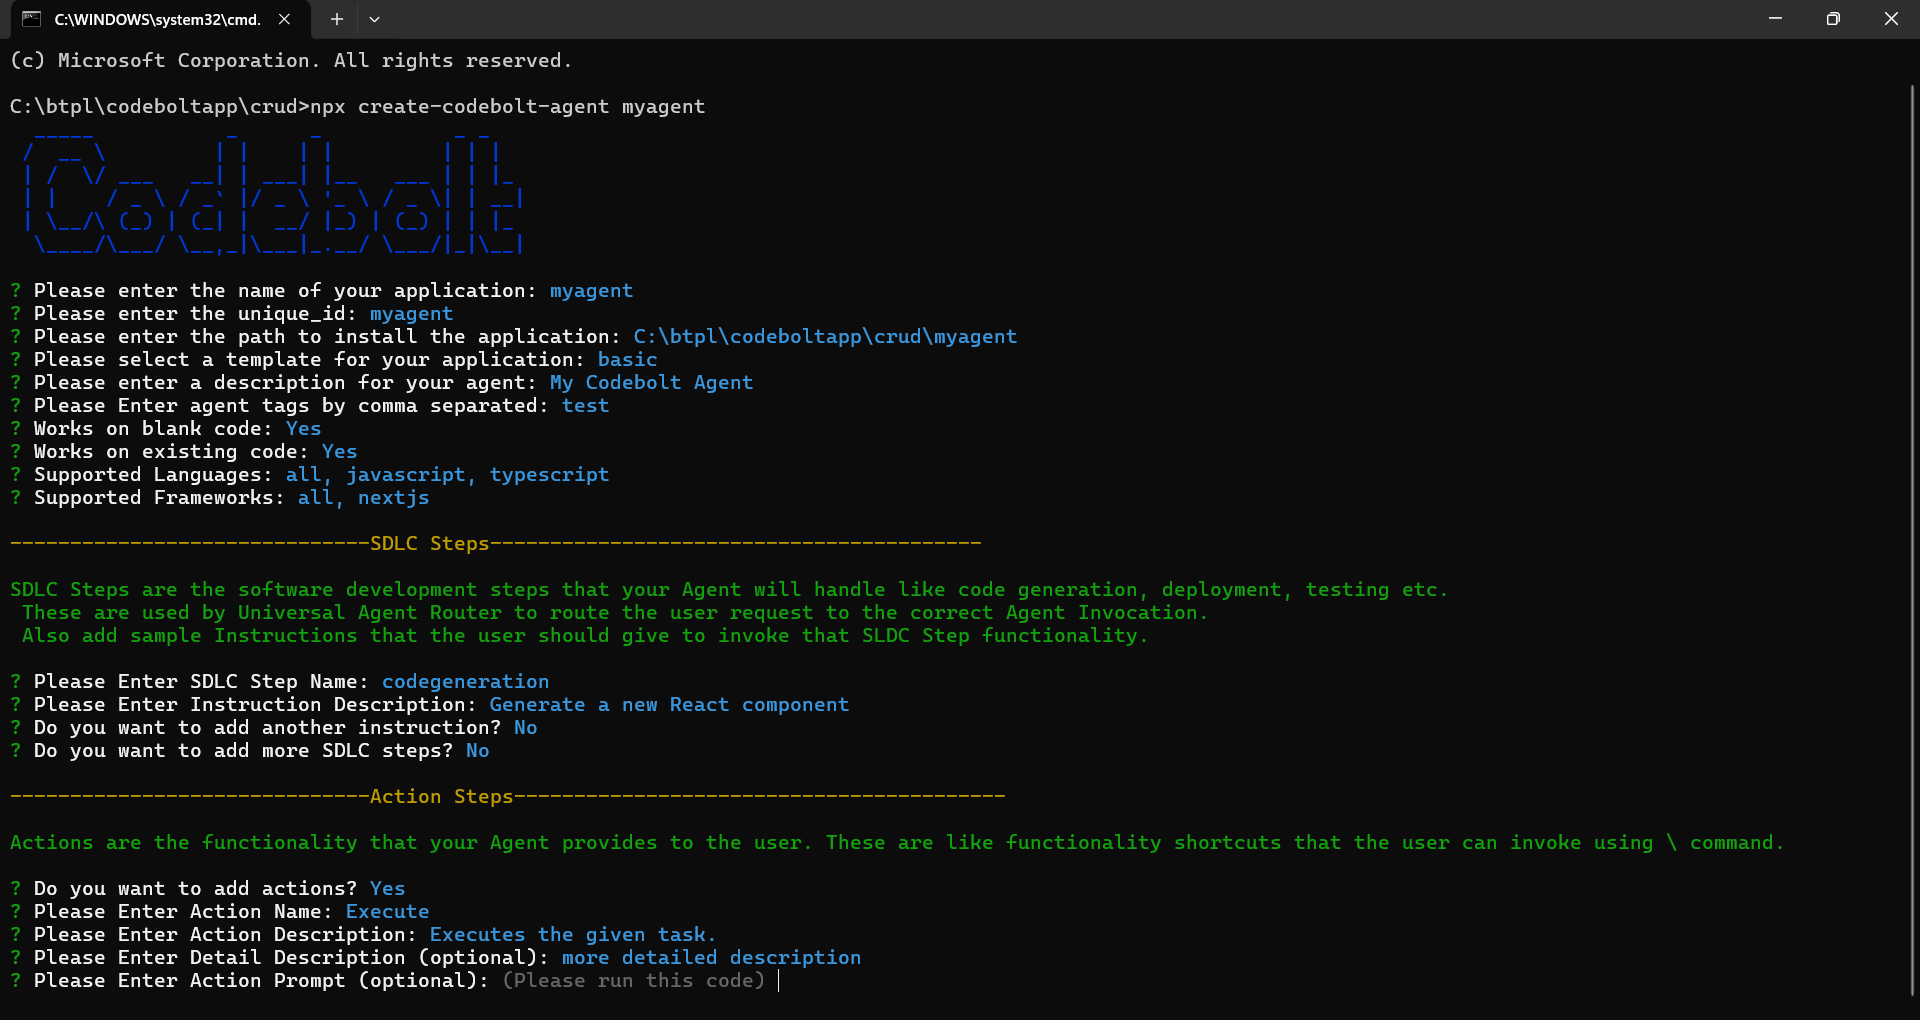 C:\WINDOWS\system32\cmd.
(c) Microsoft Corporation. All rights reserved.
C:\btpl\codeboltapp\crud>npx create-codebolt-agent myagent
Codebolt
? Please enter the name of your application: myagent
? Please enter the unique_id: myagent
? Please enter the path to install the application: C:\btpl\codeboltapp\crud\myagent
? Please select a template for your application: basic
? Please enter a description for your agent: My Codebolt Agent
? Please Enter agent tags by comma separated: test
? Works on blank code: Yes
? Works on existing code: Yes
? Supported Languages: all, javascript, typescript
? Supported Frameworks: all, nextjs
------------------------------SDLC Steps-----------------------------------------
SDLC Steps are the software development steps that your Agent will handle like code generation, deployment, testing etc.
These are used by Universal Agent Router to route the user request to the correct Agent Invocation.
Also add sample Instructions that the user should give to invoke that SLDC Step functionality.
? Please Enter SDLC Step Name: codegeneration
? Please Enter Instruction Description: Generate a new React component
? Do you want to add another instruction? No
? Do you want to add more SDLC steps? No
------------------------------Action Steps-----------------------------------------
Actions are the functionality that your Agent provides to the user. These are like functionality shortcuts that the user can invoke using \ command.
? Do you want to add actions? Yes
? Please Enter Action Name: Execute
? Please Enter Action Description: Executes the given task.
? Please Enter Detail Description (optional): more detailed description
? Please Enter Action Prompt (optional): (Please run this code)